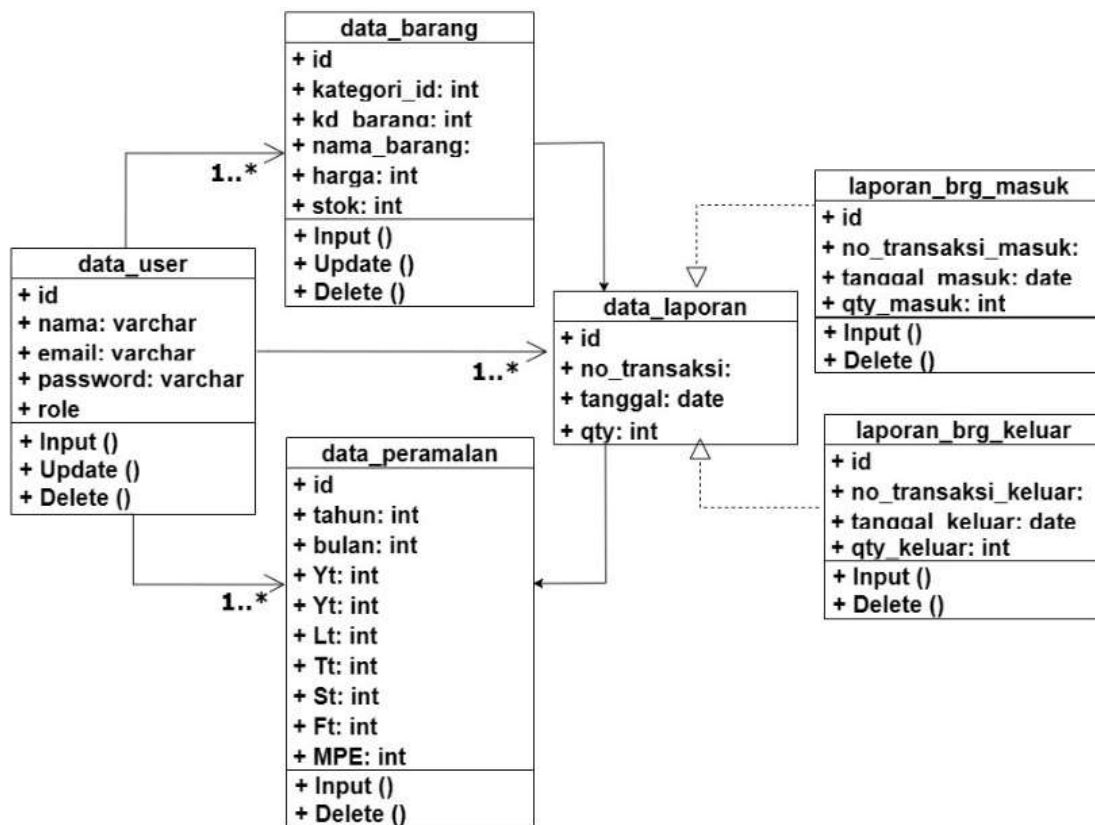 data_barang
+ id
+ kategori_id: int
+ kd_barang: int
+ nama_barang:
+ harga: int
+ stok: int
+ Input ()
+ Update ()
+ Delete ()
1..*
data_user
+ id
+ nama: varchar
+ email: varchar
+ password: varchar
+ role
+ Input ()
+ Update ()
+ Delete ()
1..*
data_laporan
+ id
+ no_transaksi:
+ tanggal: date
+ qty: int
laporan_brg_masuk
+ id
+ no_transaksi_masuk:
+ tanggal_masuk: date
+ qty_masuk: int
+ Input ()
+ Delete ()
laporan_brg_keluar
+ id
+ no_transaksi_keluar:
+ tanggal_keluar: date
+ qty_keluar: int
+ Input ()
+ Delete ()
1..*
data_peramalan
+ id
+ tahun: int
+ bulan: int
+ Yt: int
+ Yt: int
+ Lt: int
+ Tt: int
+ St: int
+ Ft: int
+ MPE: int
+ Input ()
+ Delete ()